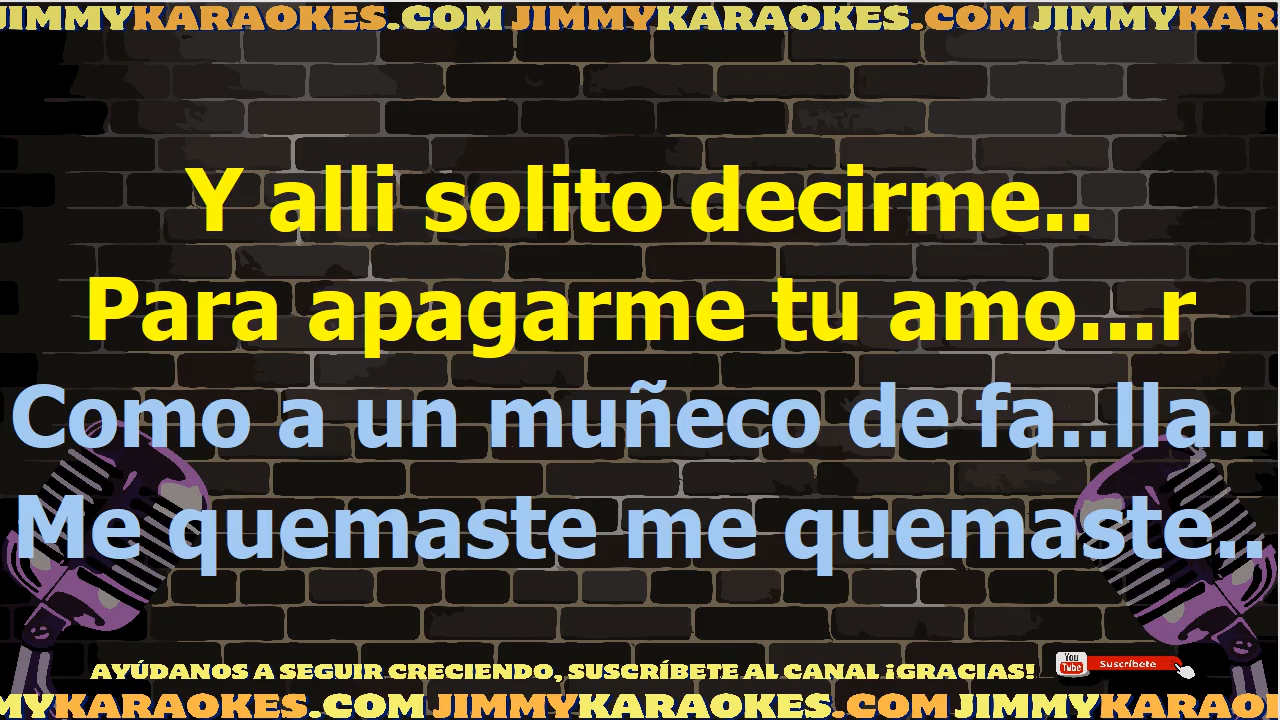 JIMMYKARAOKES.COM JIMMYKARAOKES.COM JIMMYKAR
Y alli solito decirme..
Para apagarme tu amo...r
Como a un muñeco de fa..lla..
Me quemaste me quemaste..
AYÚDANOS A SEGUIR CRECIENDO, SUSCRÍBETE AL CANAL ¡GRACIAS!
You Tube Suscríbete
MYKARAOKES.COM JIMMYKARAOKES.COM JIMMYKARAO